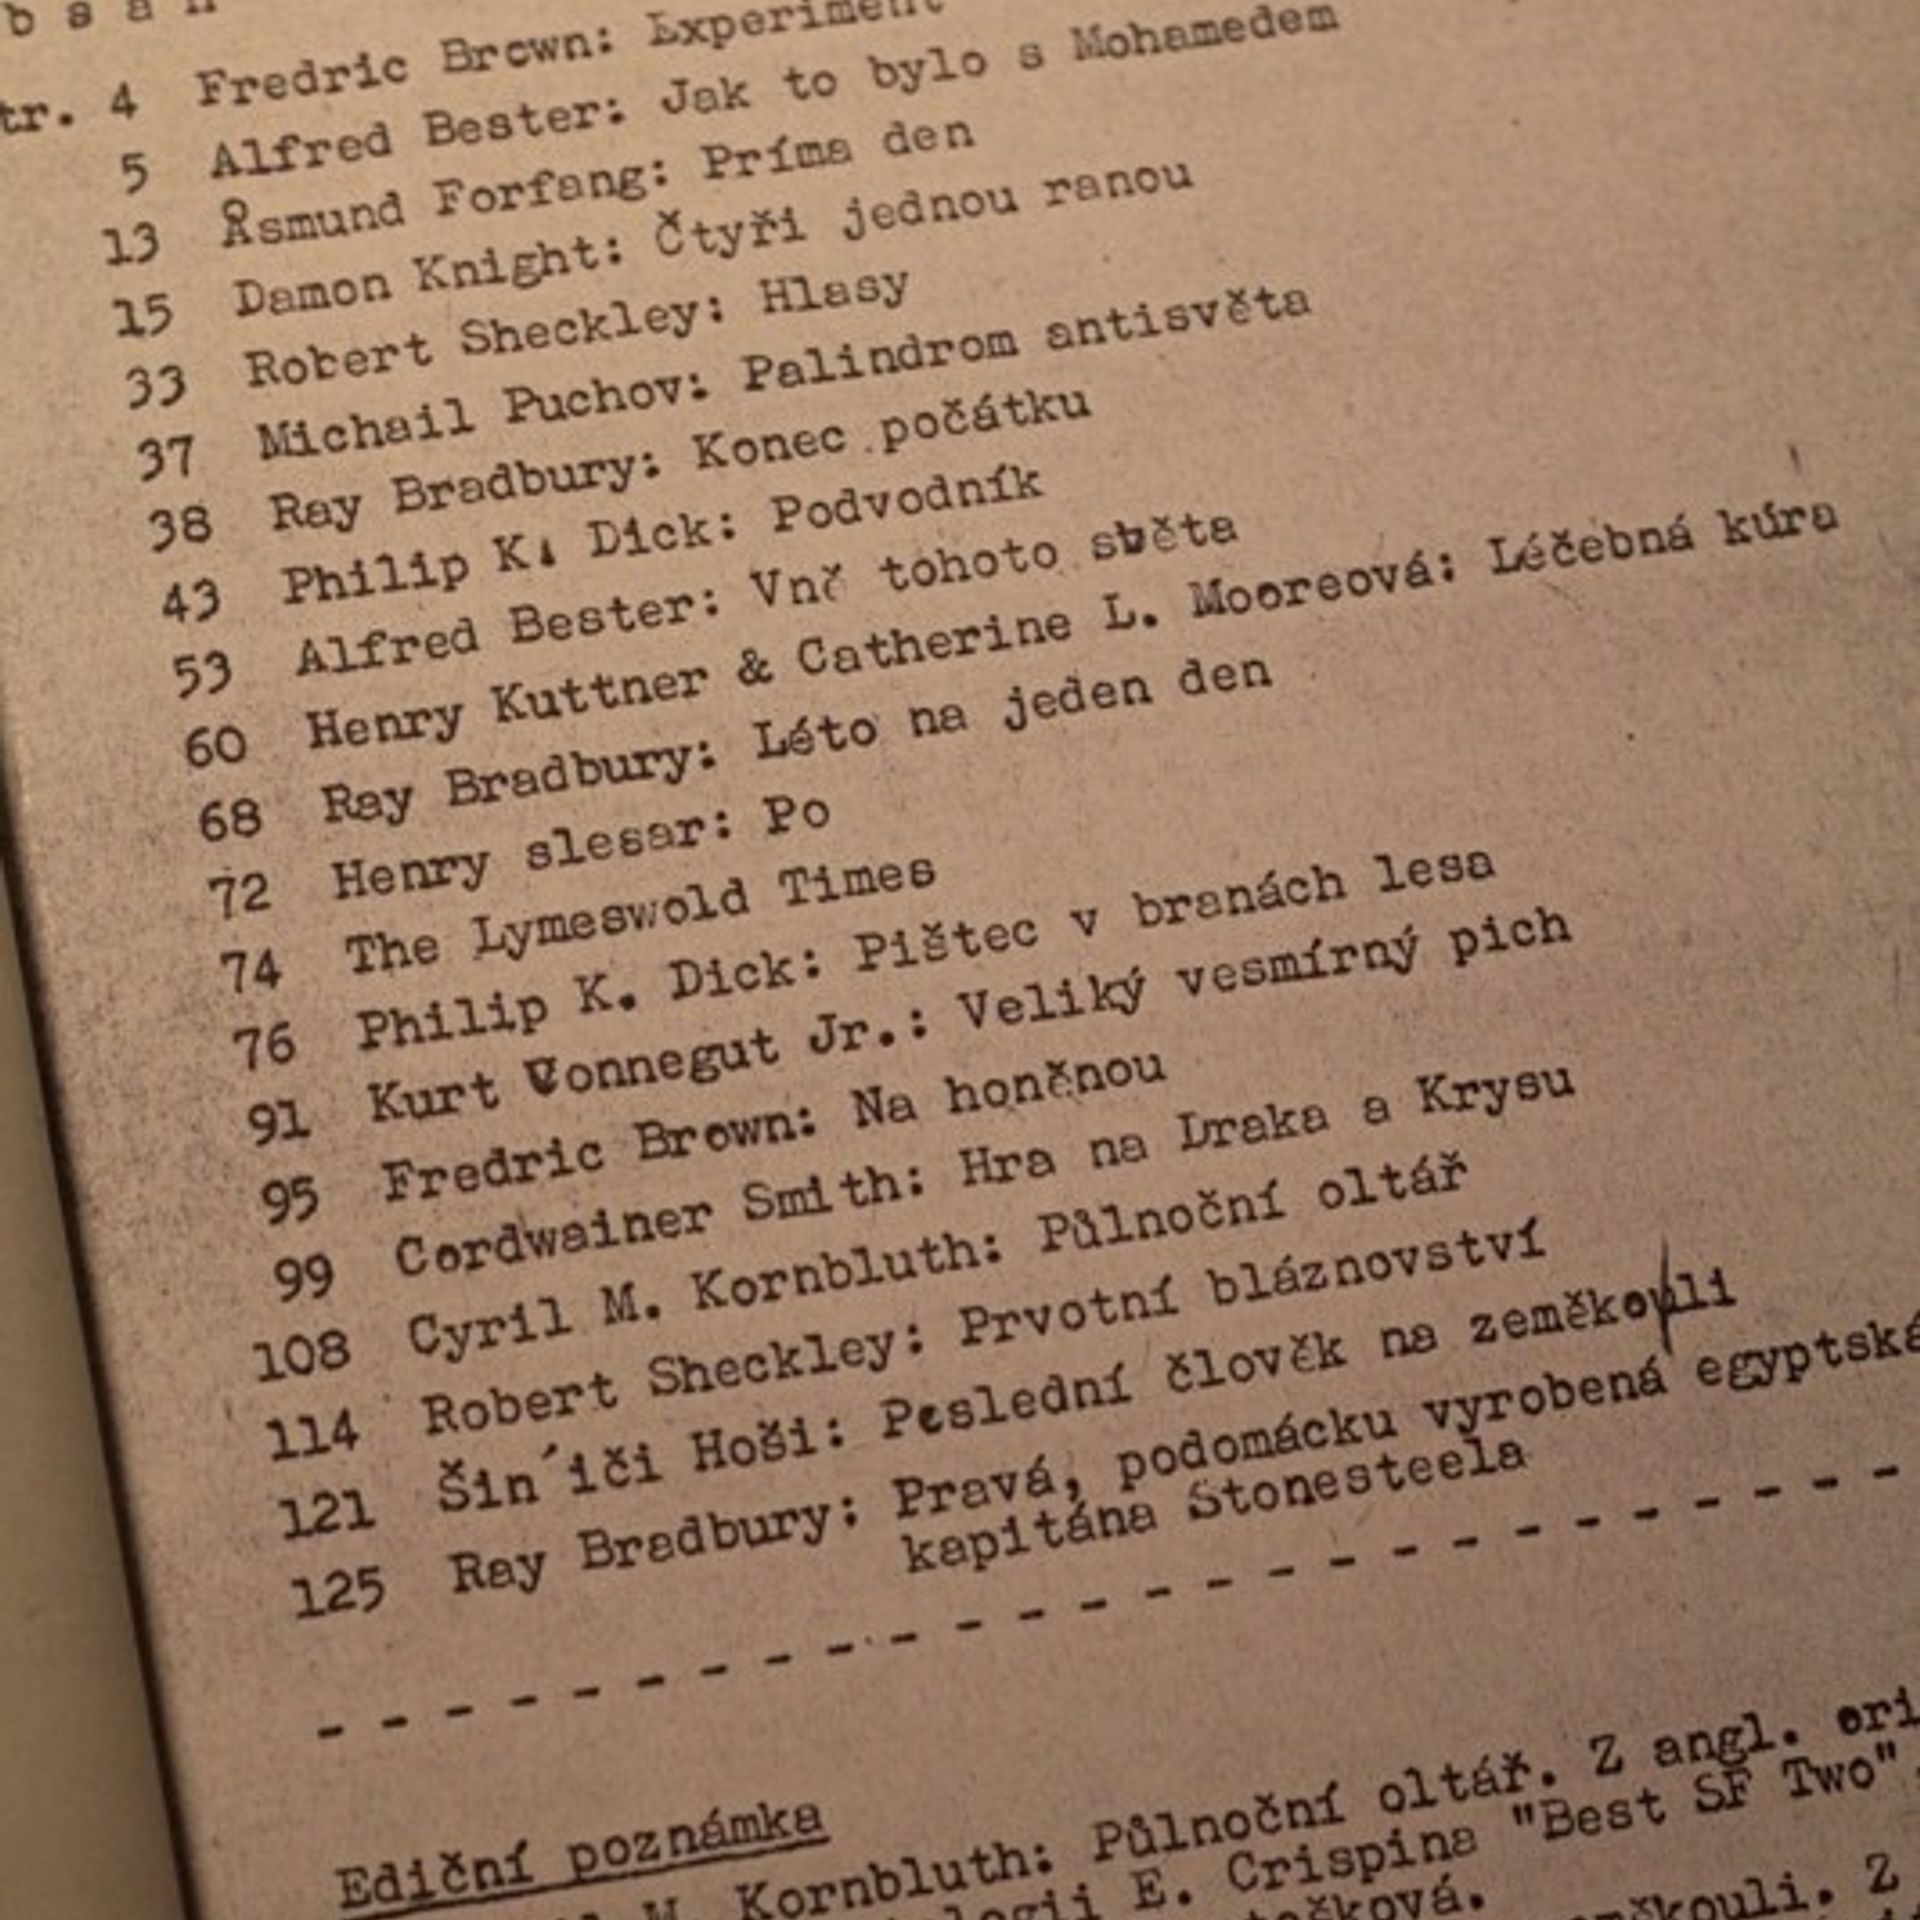 b s a h
tr. 4 Fredric Brown: Experiment
5 Alfred Bester: Jak to bylo s Mohamedem
13 Åsmund Forfang: Príma den
15 Damon Knight: Čtyři jednou ranou
33 Robert Sheckley: Hlasy
37 Michail Puchov: Palindrom antisvěta
38 Ray Bradbury: Konec počátku
43 Philip K. Dick: Podvodník
53 Alfred Bester: Vně tohoto světa
60 Henry Kuttner & Catherine L. Mooreová: Léčebná kúra
68 Ray Bradbury: Léto na jeden den
72 Henry slesar: Po
74 The Lymeswold Times
76 Philip K. Dick: Pištec v branách lesa
91 Kurt Vonnegut Jr.: Veliký vesmírný pich
95 Fredric Brown: Na honěnou
99 Cordwainer Smith: Hra na Draka a Krysu
108 Cyril M. Kornbluth: Půlnoční oltář
114 Robert Sheckley: Prvotní bláznovství
121 Šin´iči Hoši: Poslední člověk na zeměkouli
125 Ray Bradbury: Pravá, podomácku vyrobená egyptská
kapitána Stonesteela
- - - - - - - - - - - - - - - - - - - - - - - - - -
Ediční poznámka
M. Kornbluth: Půlnoční oltář. Z angl. ori
logii E. Crispina "Best SF Two"
ečková. měkouli. Z